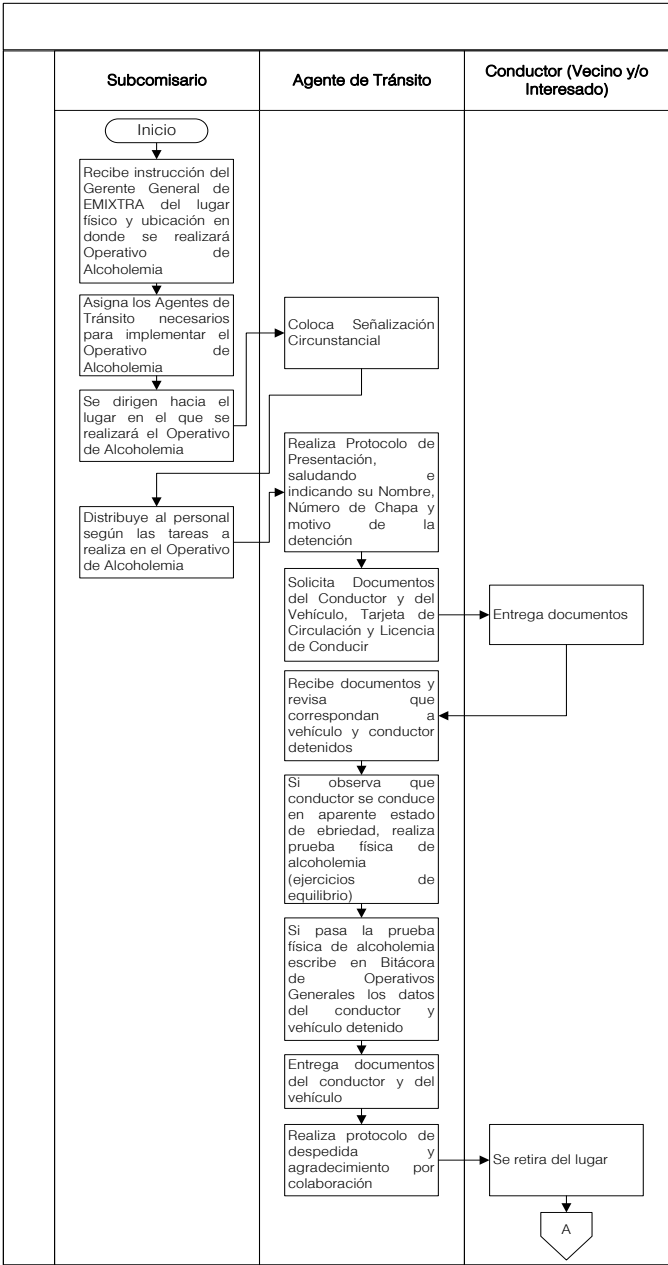 Subcomisario
Agente de Tránsito
Conductor (Vecino y/o
Interesado)
Inicio
Recibe instrucción del
Gerente General de
EMIXTRA del lugar
físico y ubicación en
donde se realizará
Operativo de
Alcoholemia
Asigna los Agentes de
Tránsito necesarios
para implementar el
Operativo de
Alcoholemia
Se dirigen hacia el
lugar en el que se
realizará el Operativo
de Alcoholemia
Coloca Señalización
Circunstancial
Distribuye al personal
según las tareas a
realiza en el Operativo
de Alcoholemia
Realiza Protocolo de
Presentación,
saludando e
indicando su Nombre,
Número de Chapa y
motivo de la
detención
Solicita Documentos
del Conductor y del
Vehículo, Tarjeta de
Circulación y Licencia
de Conducir
Entrega documentos
Recibe documentos y
revisa que
correspondan a
vehículo y conductor
detenidos
Si observa que
conductor se conduce
en aparente estado
de ebriedad, realiza
prueba física de
alcoholemia
(ejercicios de
equilibrio)
Si pasa la prueba
física de alcoholemia
escribe en Bitácora
de Operativos
Generales los datos
del conductor y
vehículo detenido
Entrega documentos
del conductor y del
vehículo
Realiza protocolo de
despedida y
agradecimiento por
colaboración
Se retira del lugar
A